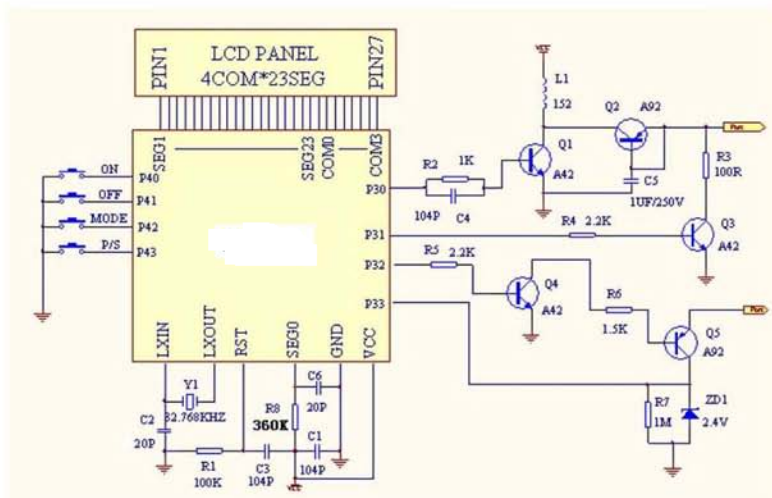 LCD PANEL
4COM*23SEG
PIN1
PIN27
SEG1
SEG23
COM0
COM3
ON
P40
OFF
P41
MODE
P42
P/S
P43
P30
P31
P32
P33
LXIN
LXOUT
RST
SEG0
GND
VCC
Y1
32.768KHZ
C2
20P
R1
100K
C3
104P
R8
360K
C6
20P
C1
104P
VCC
R2
1K
104P
C4
VCC
L1
152
Q1
A42
Q2
A92
C5
1UF/250V
R3
100R
R4
2.2K
Q3
A42
R5
2.2K
Q4
A42
R6
1.5K
Q5
A92
R7
1M
ZD1
2.4V